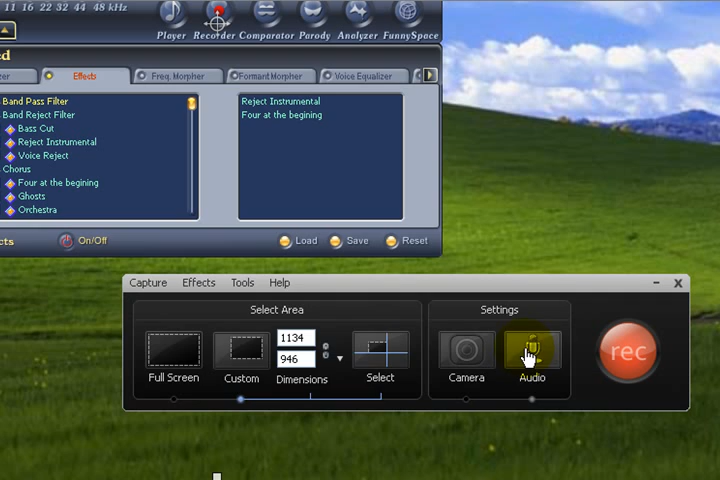 11 16 22 32 44 48 kHz
Player Recorder Comparator Parody Analyzer FunnySpace
ed
zer Effects Freq. Morpher Formant Morpher Voice Equalizer
Band Pass Filter
Band Reject Filter
Bass Cut
Reject Instrumental
Voice Reject
Chorus
Four at the begining
Ghosts
Orchestra
Reject Instrumental
Four at the begining
cts On/Off Load Save Reset
Capture Effects Tools Help
Select Area Settings
1134
946
Full Screen Custom Dimensions Select Camera Audio
rec